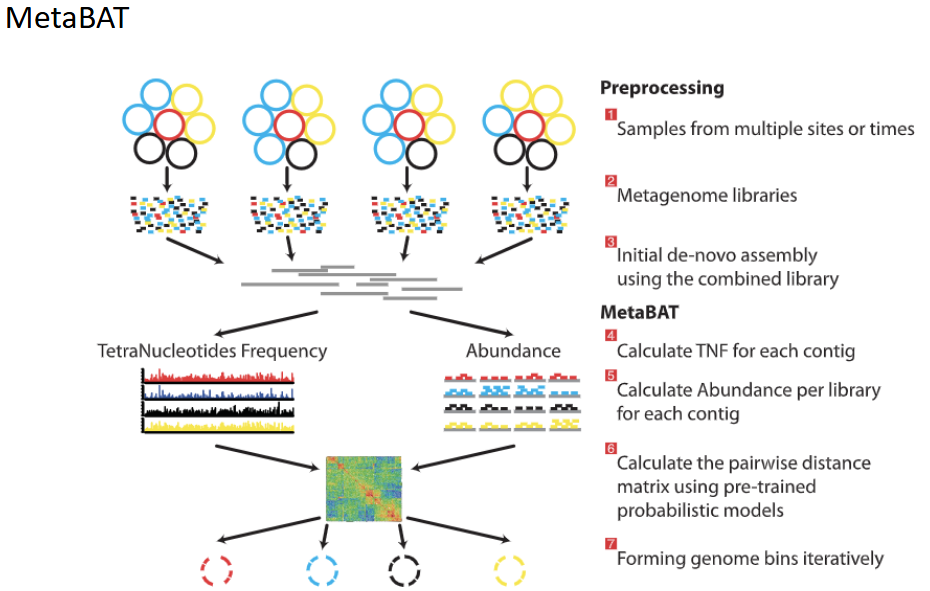 MetaBAT
Preprocessing
1
Samples from multiple sites or times
2
Metagenome libraries
3
Initial de-novo assembly
using the combined library
MetaBAT
TetraNucleotides Frequency
Abundance
4
Calculate TNF for each contig
5
Calculate Abundance per library
for each contig
6
Calculate the pairwise distance
matrix using pre-trained
probabilistic models
7
Forming genome bins iteratively